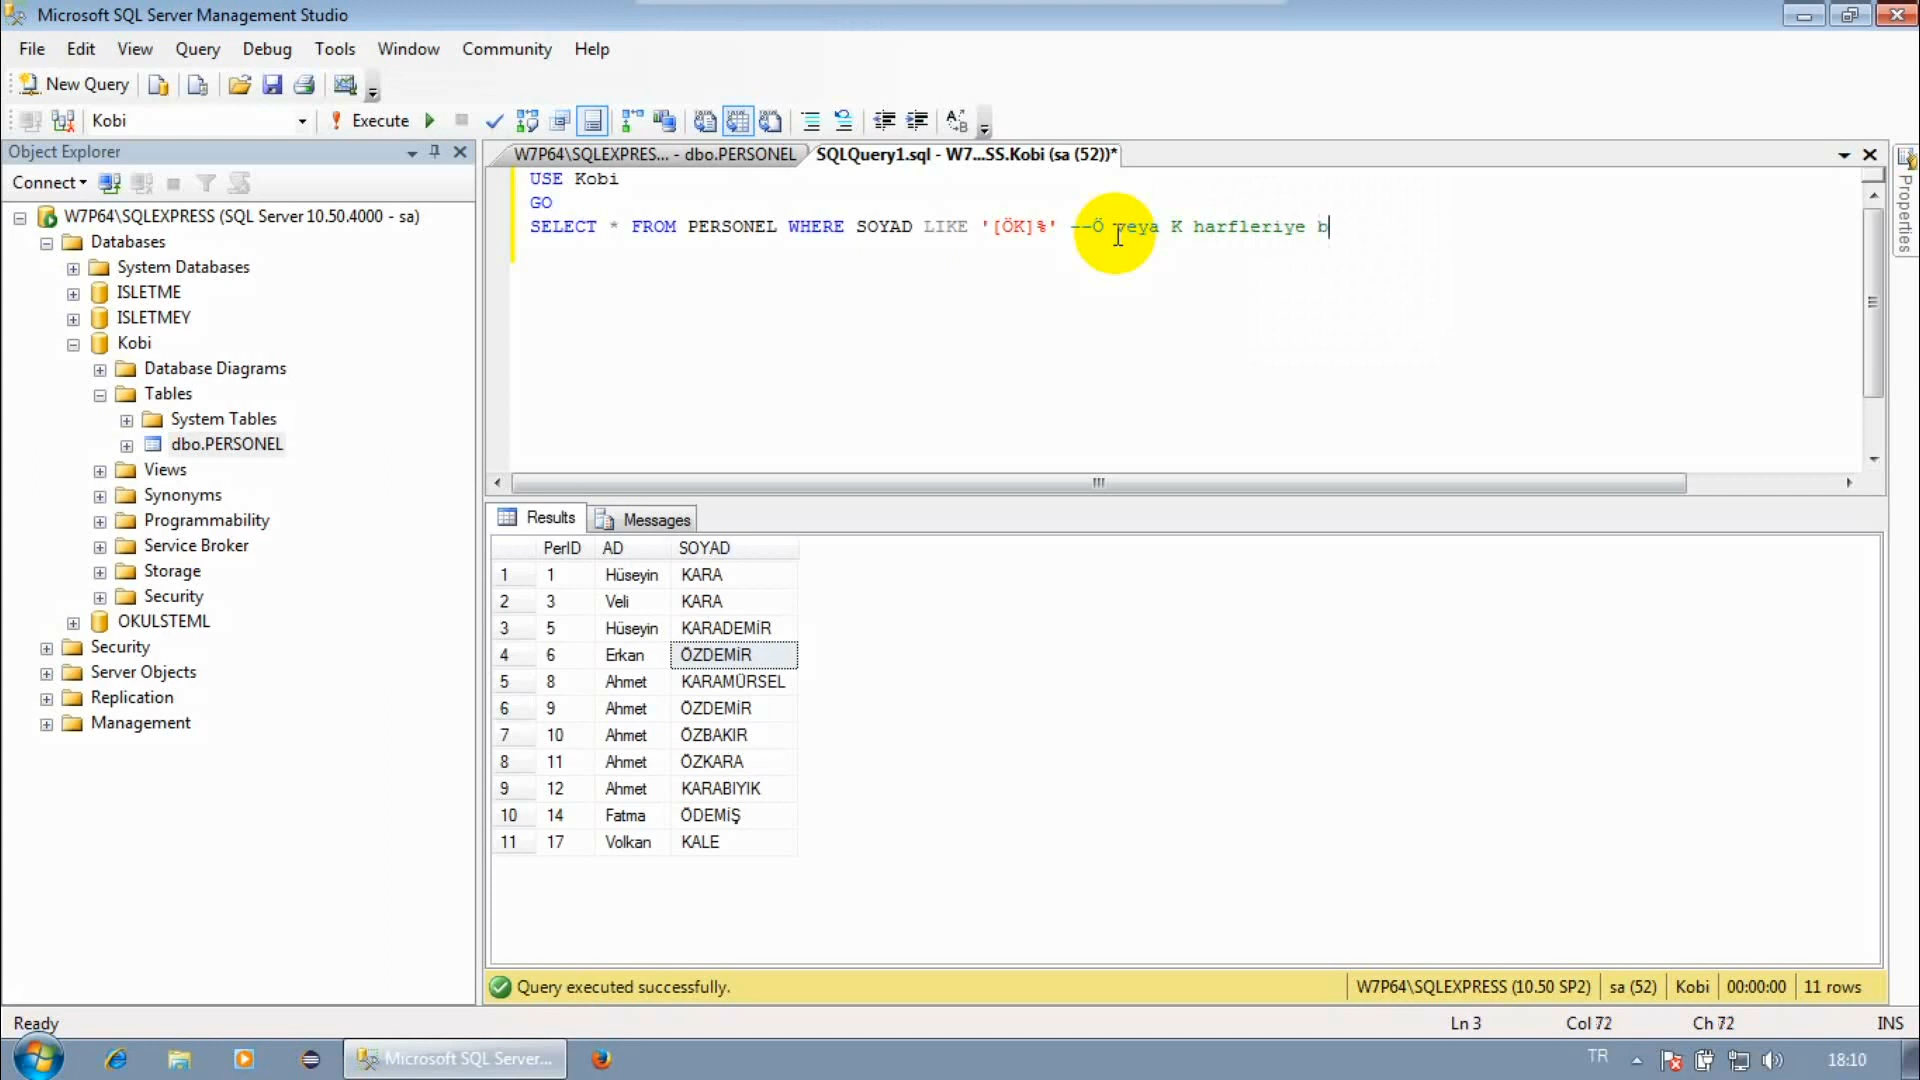 Microsoft SQL Server Management Studio
File Edit View Query Debug Tools Window Community Help
New Query
Kobi Execute
Object Explorer
Connect
W7P64\SQLEXPRESS (SQL Server 10.50.4000 - sa)
Databases
System Databases
ISLETME
ISLETMEY
Kobi
Database Diagrams
Tables
System Tables
dbo.PERSONEL
Views
Synonyms
Programmability
Service Broker
Storage
Security
OKULSTEML
Security
Server Objects
Replication
Management
W7P64\SQLEXPRES... - dbo.PERSONEL SQLQuery1.sql - W7...SS.Kobi (sa (52))*
USE Kobi
GO
SELECT * FROM PERSONEL WHERE SOYAD LIKE '[ÖK]%' --Ö veya K harfleriye b
Properties
Results Messages
PerID AD SOYAD
1 1 Hüseyin KARA
2 3 Veli KARA
3 5 Hüseyin KARADEMİR
4 6 Erkan ÖZDEMİR
5 8 Ahmet KARAMÜRSEL
6 9 Ahmet ÖZDEMİR
7 10 Ahmet ÖZBAKIR
8 11 Ahmet ÖZKARA
9 12 Ahmet KARABIYIK
10 14 Fatma ÖDEMİŞ
11 17 Volkan KALE
Query executed successfully. W7P64\SQLEXPRESS (10.50 SP2) sa (52) Kobi 00:00:00 11 rows
Ready Ln 3 Col 72 Ch 72 INS
Microsoft SQL Server... TR 18:10